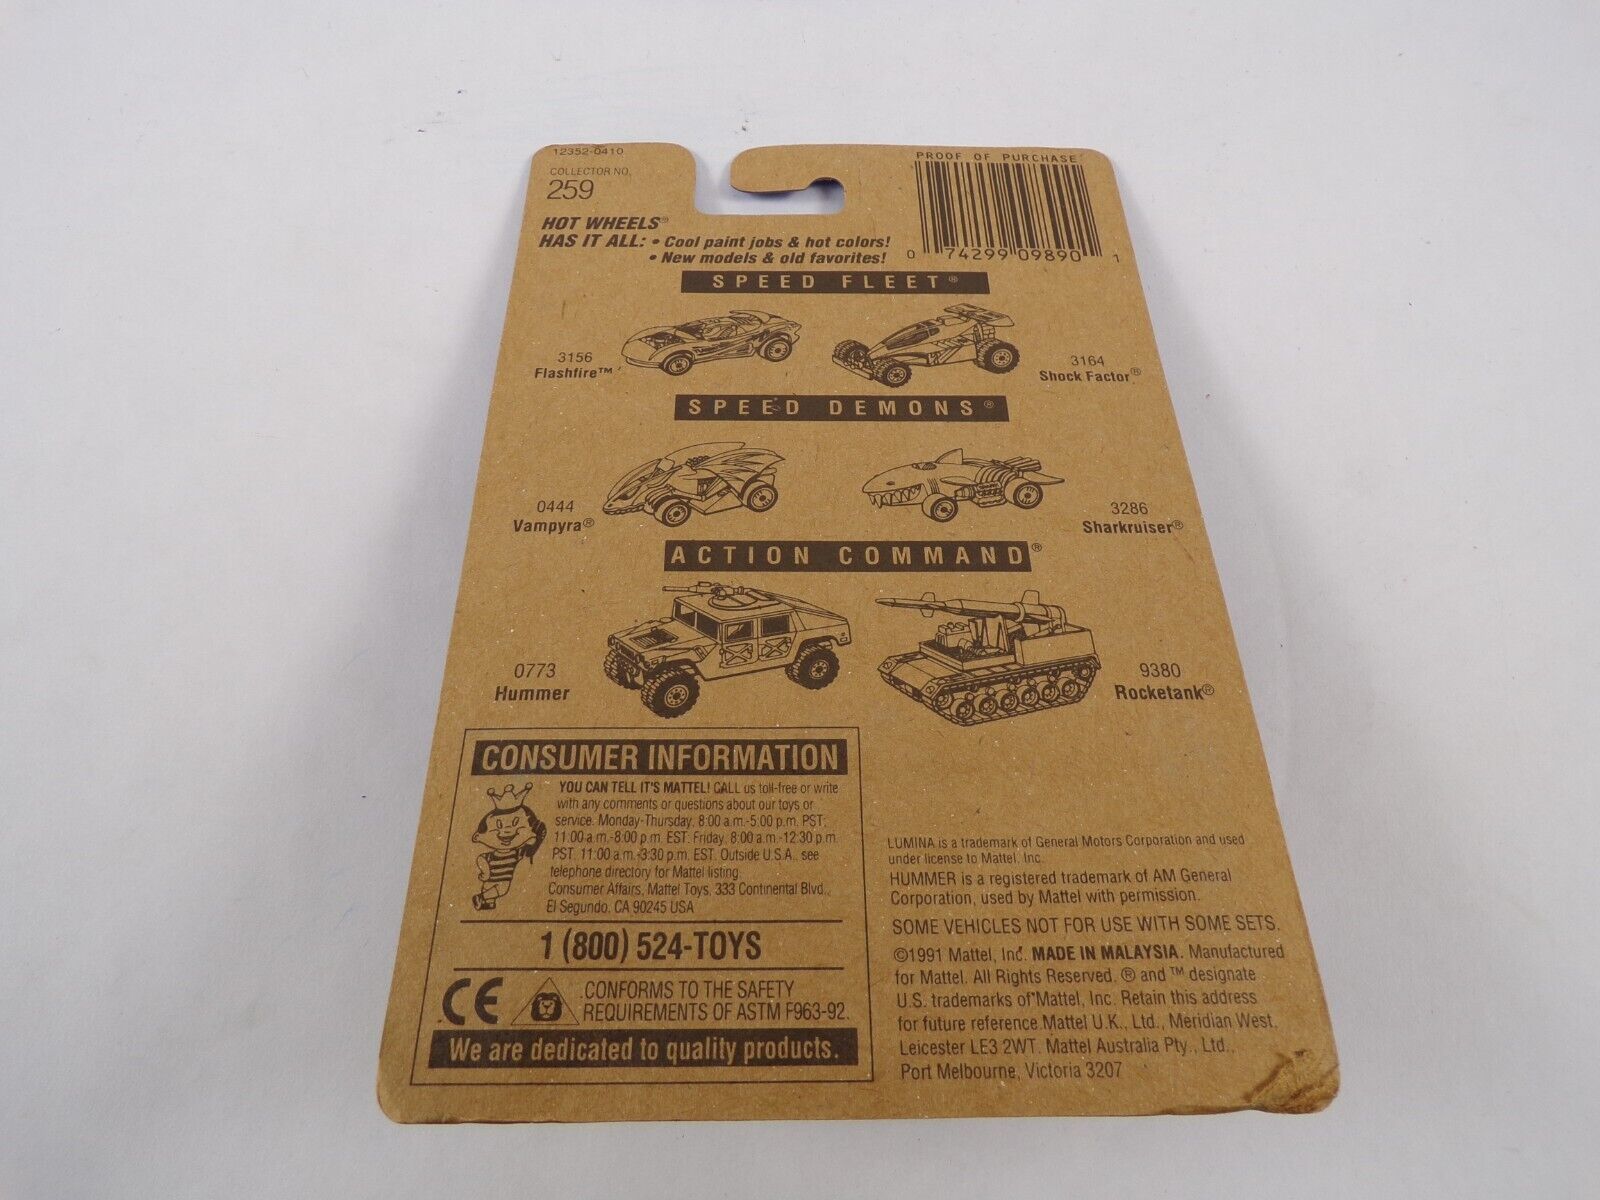 12352-0410
COLLECTOR NO.
259
PROOF OF PURCHASE
0 74299 09890 1
HOT WHEELS®
HAS IT ALL: • Cool paint jobs & hot colors!
• New models & old favorites!
SPEED FLEET®
3156
Flashfire™
3164
Shock Factor®
SPEED DEMONS®
0444
Vampyra®
3286
Sharkruiser®
ACTION COMMAND®
0773
Hummer
9380
Rocketank®
CONSUMER INFORMATION
YOU CAN TELL IT'S MATTEL! CALL us toll-free or write
with any comments or questions about our toys or
service. Monday-Thursday, 8:00 a.m.-5:00 p.m. PST;
11:00 a.m.-8:00 p.m. EST. Friday, 8:00 a.m.-12:30 p.m.
PST, 11:00 a.m.-3:30 p.m. EST. Outside U.S.A., see
telephone directory for Mattel listing.
Consumer Affairs, Mattel Toys, 333 Continental Blvd.,
El Segundo, CA 90245 USA
1 (800) 524-TOYS
CE
CONFORMS TO THE SAFETY
REQUIREMENTS OF ASTM F963-92.
We are dedicated to quality products.
LUMINA is a trademark of General Motors Corporation and used
under license to Mattel, Inc.
HUMMER is a registered trademark of AM General
Corporation, used by Mattel with permission.
SOME VEHICLES NOT FOR USE WITH SOME SETS.
©1991 Mattel, Inc. MADE IN MALAYSIA. Manufactured
for Mattel. All Rights Reserved. ® and ™ designate
U.S. trademarks of Mattel, Inc. Retain this address
for future reference Mattel U.K., Ltd., Meridian West,
Leicester LE3 2WT. Mattel Australia Pty., Ltd.,
Port Melbourne, Victoria 3207